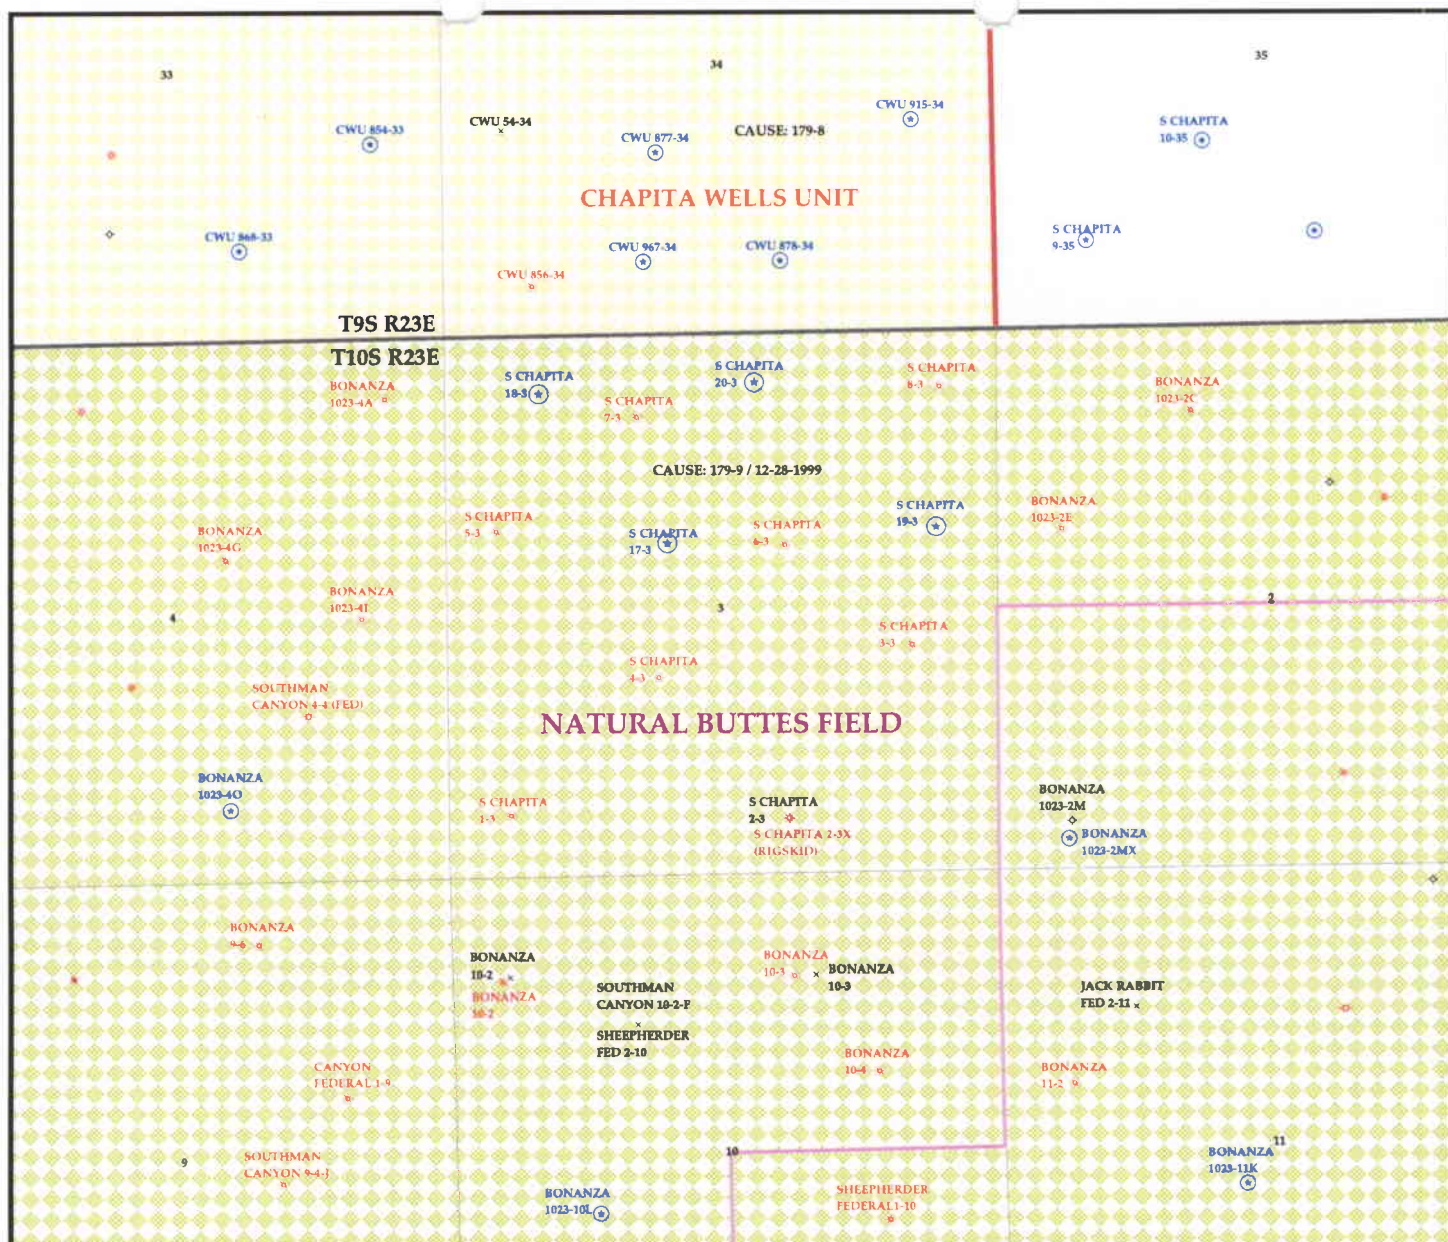 33
34
35
CWU 854-33
CWU 54-34
CWU 877-34
CAUSE: 179-8
CWU 915-34
S CHAPITA
10-35
CHAPITA WELLS UNIT
CWU 868-33
CWU 856-34
CWU 967-34
CWU 878-34
S CHAPITA
9-35
T9S R23E
T10S R23E
BONANZA
1023-4A
S CHAPITA
18-3
S CHAPITA
7-3
S CHAPITA
20-3
S CHAPITA
8-3
BONANZA
1023-2C
CAUSE: 179-9 / 12-28-1999
BONANZA
1023-4G
S CHAPITA
5-3
S CHAPITA
17-3
S CHAPITA
6-3
S CHAPITA
19-3
BONANZA
1023-2E
BONANZA
1023-4I
4
3
2
S CHAPITA
3-3
S CHAPITA
4-3
SOUTHMAN
CANYON 4-4 (FED)
NATURAL BUTTES FIELD
BONANZA
1023-4O
S CHAPITA
1-3
S CHAPITA
2-3
S CHAPITA 2-3X
(RIGSKID)
BONANZA
1023-2M
BONANZA
1023-2MX
BONANZA
9-6
BONANZA
10-2
BONANZA
10-2
SOUTHMAN
CANYON 10-2-F
SHEEPHERDER
FED 2-10
BONANZA
10-3
BONANZA
10-3
JACK RABBIT
FED 2-11
CANYON
FEDERAL 1-9
BONANZA
10-4
BONANZA
11-2
9
SOUTHMAN
CANYON 9-4-J
10
11
BONANZA
1023-10L
SHEEPHERDER
FEDERAL 1-10
BONANZA
1023-11K